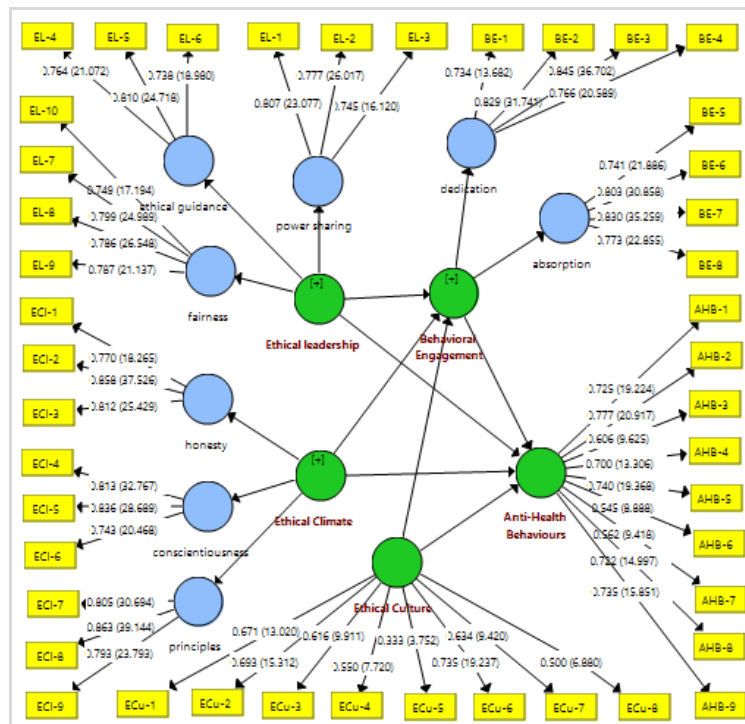 EL-4
EL-5
EL-6
EL-1
EL-2
EL-3
BE-1
BE-2
BE-3
BE-4
0.764 (21.072)
0.810 (24.718)
0.738 (18.980)
0.807 (23.077)
0.777 (26.017)
0.745 (16.120)
0.734 (13.682)
0.829 (31.741)
0.845 (36.702)
0.766 (20.589)
EL-10
EL-7
EL-8
EL-9
0.749 (17.194)
0.799 (24.989)
0.786 (26.548)
0.787 (21.137)
ethical guidance
power sharing
dedication
absorption
fairness
BE-5
BE-6
BE-7
BE-8
0.741 (21.886)
0.803 (30.858)
0.830 (35.259)
0.773 (22.855)
[+]
Ethical leadership
[+]
Behavioral
Engagement
ECI-1
ECI-2
ECI-3
0.770 (18.265)
0.858 (37.526)
0.812 (25.429)
honesty
ECI-4
ECI-5
ECI-6
0.813 (32.767)
0.836 (28.689)
0.743 (20.468)
conscientiousness
[+]
Ethical Climate
ECI-7
ECI-8
ECI-9
0.805 (30.694)
0.863 (39.144)
0.793 (23.793)
principles
Anti-Health
Behaviours
AHB-1
AHB-2
AHB-3
AHB-4
AHB-5
AHB-6
AHB-7
AHB-8
AHB-9
0.725 (19.224)
0.777 (20.917)
0.606 (9.625)
0.700 (13.306)
0.740 (19.368)
0.545 (8.888)
0.562 (9.418)
0.722 (14.997)
0.735 (15.851)
Ethical Culture
0.671 (13.020)
0.693 (15.312)
0.616 (9.911)
0.550 (7.720)
0.333 (3.752)
0.735 (19.237)
0.634 (9.420)
0.500 (6.880)
ECu-1
ECu-2
ECu-3
ECu-4
ECu-5
ECu-6
ECu-7
ECu-8